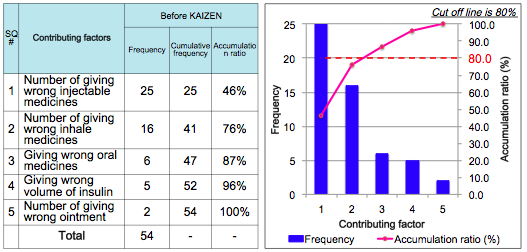 SQ # Contributing factors Before KAIZEN
Frequency Cumulative frequency Accumulatio n ratio
1 Number of giving wrong injectable medicines 25 25 46%
2 Number of giving wrong inhale medicines 16 41 76%
3 Giving wrong oral medicines 6 47 87%
4 Giving wrong volume of insulin 5 52 96%
5 Number of giving wrong ointment 2 54 100%
Total 54 - -
Cut off line is 80%
25
20
15
10
5
0
Frequency
100.0
90.0
80.0
70.0
60.0
50.0
40.0
30.0
20.0
10.0
0.0
Accumulation ratio (%)
1 2 3 4 5
Contributing factor
Frequency Accumulation ratio (%)